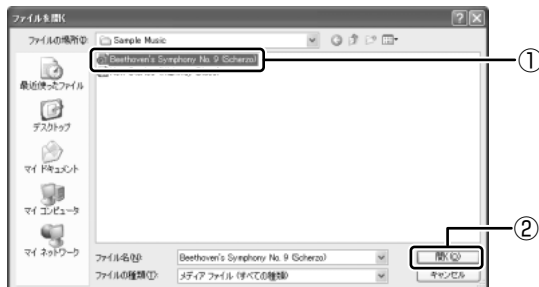 ファイルを開く
ファイルの場所(I):
Sample Music
Beethoven's Symphony No. 9 (Scherzo)
①
最近使ったファイル
デスクトップ
マイ ドキュメント
マイ コンピュータ
マイ ネットワーク
②
ファイル名(N):
Beethoven's Symphony No. 9 (Scherzo)
開く(O)
ファイルの種類(T):
メディア ファイル (すべての種類)
キャンセル